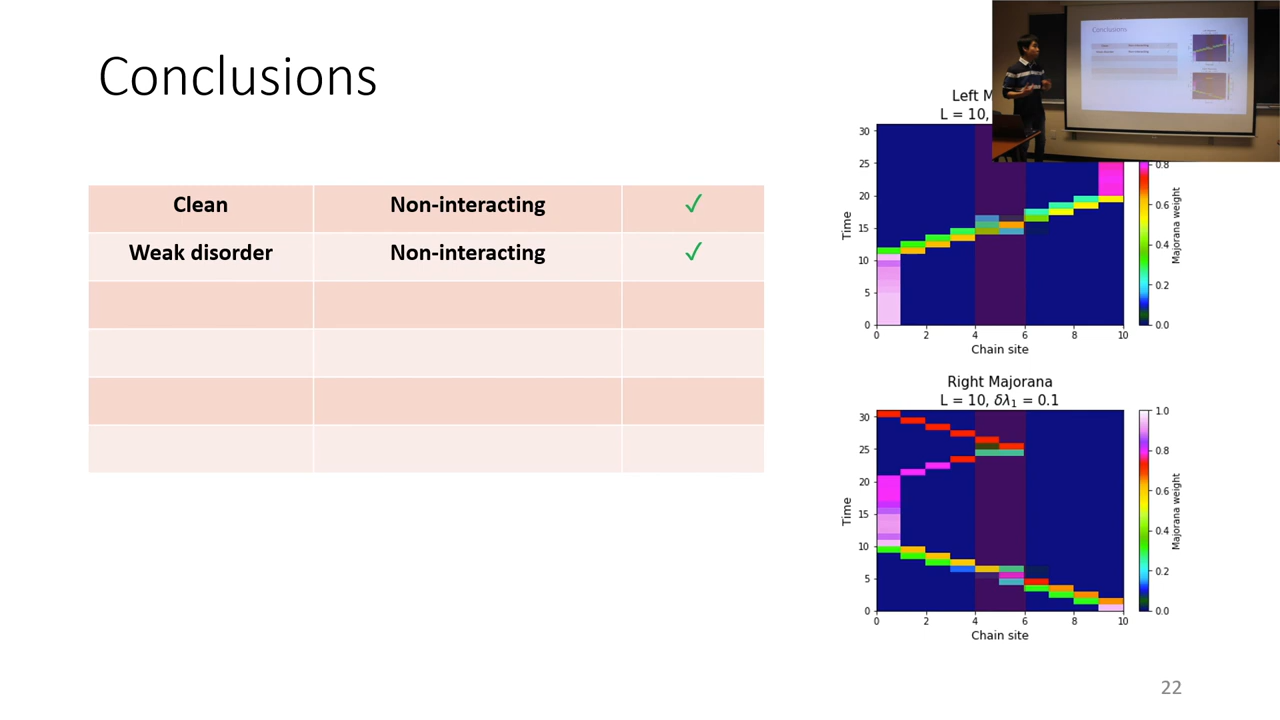 Conclusions
Clean Non-interacting ✓
Weak disorder Non-interacting ✓
Left M
L = 10,
30
25
20
15
10
5
0
Time
0 2 4 6 8 10
Chain site
0.8
0.6
0.4
0.2
0.0
Majorana weight
Right Majorana
L = 10, δλ₁ = 0.1
30
25
20
15
10
5
0
Time
0 2 4 6 8 10
Chain site
1.0
0.8
0.6
0.4
0.2
0.0
Majorana weight
22
Conclusions